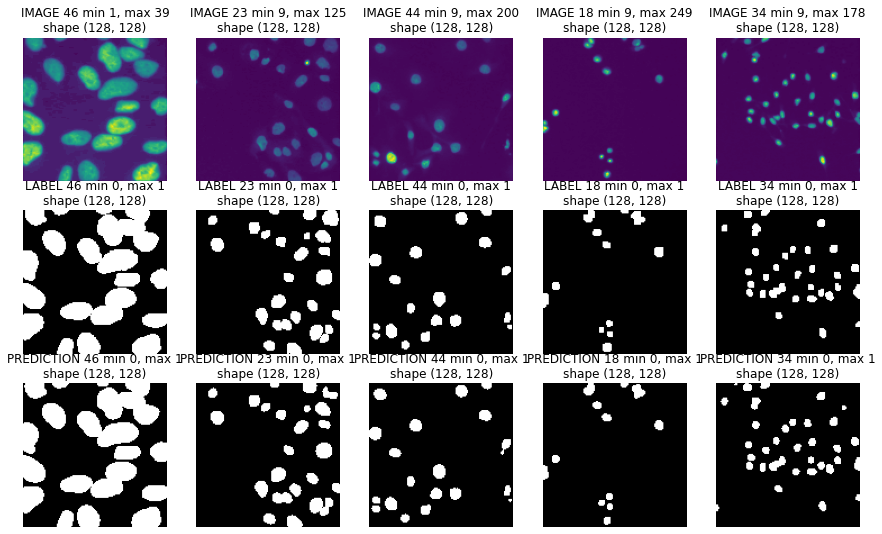 IMAGE 46 min 1, max 39
shape (128, 128)
IMAGE 23 min 9, max 125
shape (128, 128)
IMAGE 44 min 9, max 200
shape (128, 128)
IMAGE 18 min 9, max 249
shape (128, 128)
IMAGE 34 min 9, max 178
shape (128, 128)
LABEL 46 min 0, max 1
shape (128, 128)
LABEL 23 min 0, max 1
shape (128, 128)
LABEL 44 min 0, max 1
shape (128, 128)
LABEL 18 min 0, max 1
shape (128, 128)
LABEL 34 min 0, max 1
shape (128, 128)
PREDICTION 46 min 0, max 1
shape (128, 128)
PREDICTION 23 min 0, max 1
shape (128, 128)
PREDICTION 44 min 0, max 1
shape (128, 128)
PREDICTION 18 min 0, max 1
shape (128, 128)
PREDICTION 34 min 0, max 1
shape (128, 128)